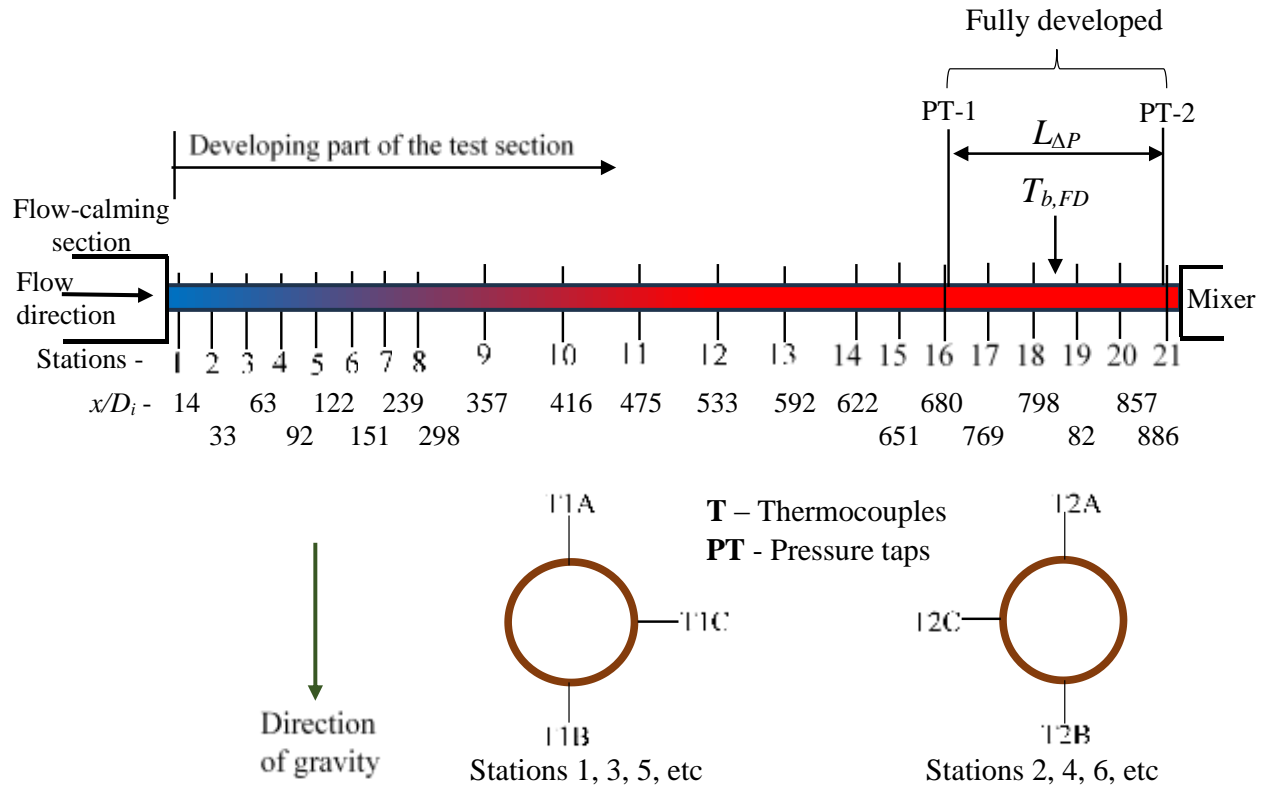 Fully developed
PT-1
PT-2
Developing part of the test section
L_{ΔP}
T_{b,FD}
Flow-calming
section
Flow
direction
Mixer
Stations - 1 2 3 4 5 6 7 8 9 10 11 12 13 14 15 16 17 18 19 20 21
x/D_i - 14 63 122 239 357 416 475 533 592 622 680 798 857
33 92 151 298 651 769 82 886
T1A
T2A
T – Thermocouples
PT - Pressure taps
T1C
T2C
T1B
T2B
Direction
of gravity
Stations 1, 3, 5, etc
Stations 2, 4, 6, etc